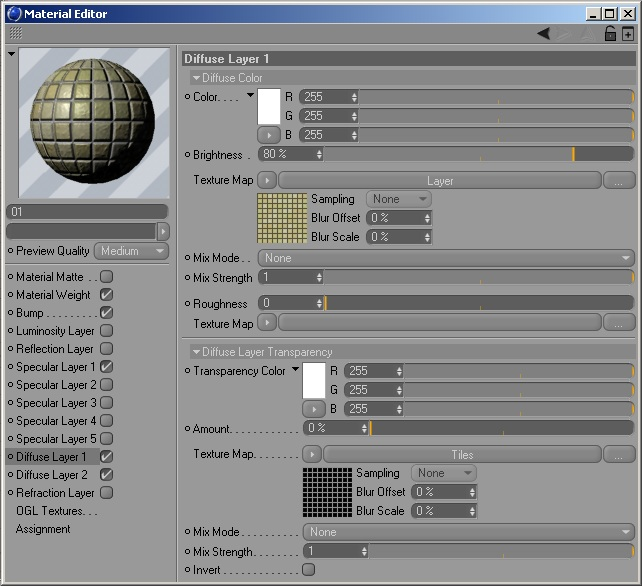 Material Editor
Diffuse Layer 1
Diffuse Color
Color. . . . R 255
G 255
B 255
Brightness . 80 %
Texture Map Layer ...
Sampling None
Blur Offset 0 %
Blur Scale 0 %
Mix Mode. . None
Mix Strength 1
Roughness 0
Texture Map ...
Diffuse Layer Transparency
Transparency Color R 255
G 255
B 255
Amount. . . . . . . . . . . 0 %
Texture Map. . . . . . . Tiles ...
Sampling None
Blur Offset 0 %
Blur Scale 0 %
Mix Mode. . . . . . . . . None
Mix Strength. . . . . . . 1
Invert . . . . . . . . . . . .
01
Preview Quality Medium
Material Matte . .
Material Weight
Bump . . . . . . . . .
Luminosity Layer
Reflection Layer
Specular Layer 1
Specular Layer 2
Specular Layer 3
Specular Layer 4
Specular Layer 5
Diffuse Layer 1
Diffuse Layer 2
Refraction Layer
OGL Textures. . .
Assignment